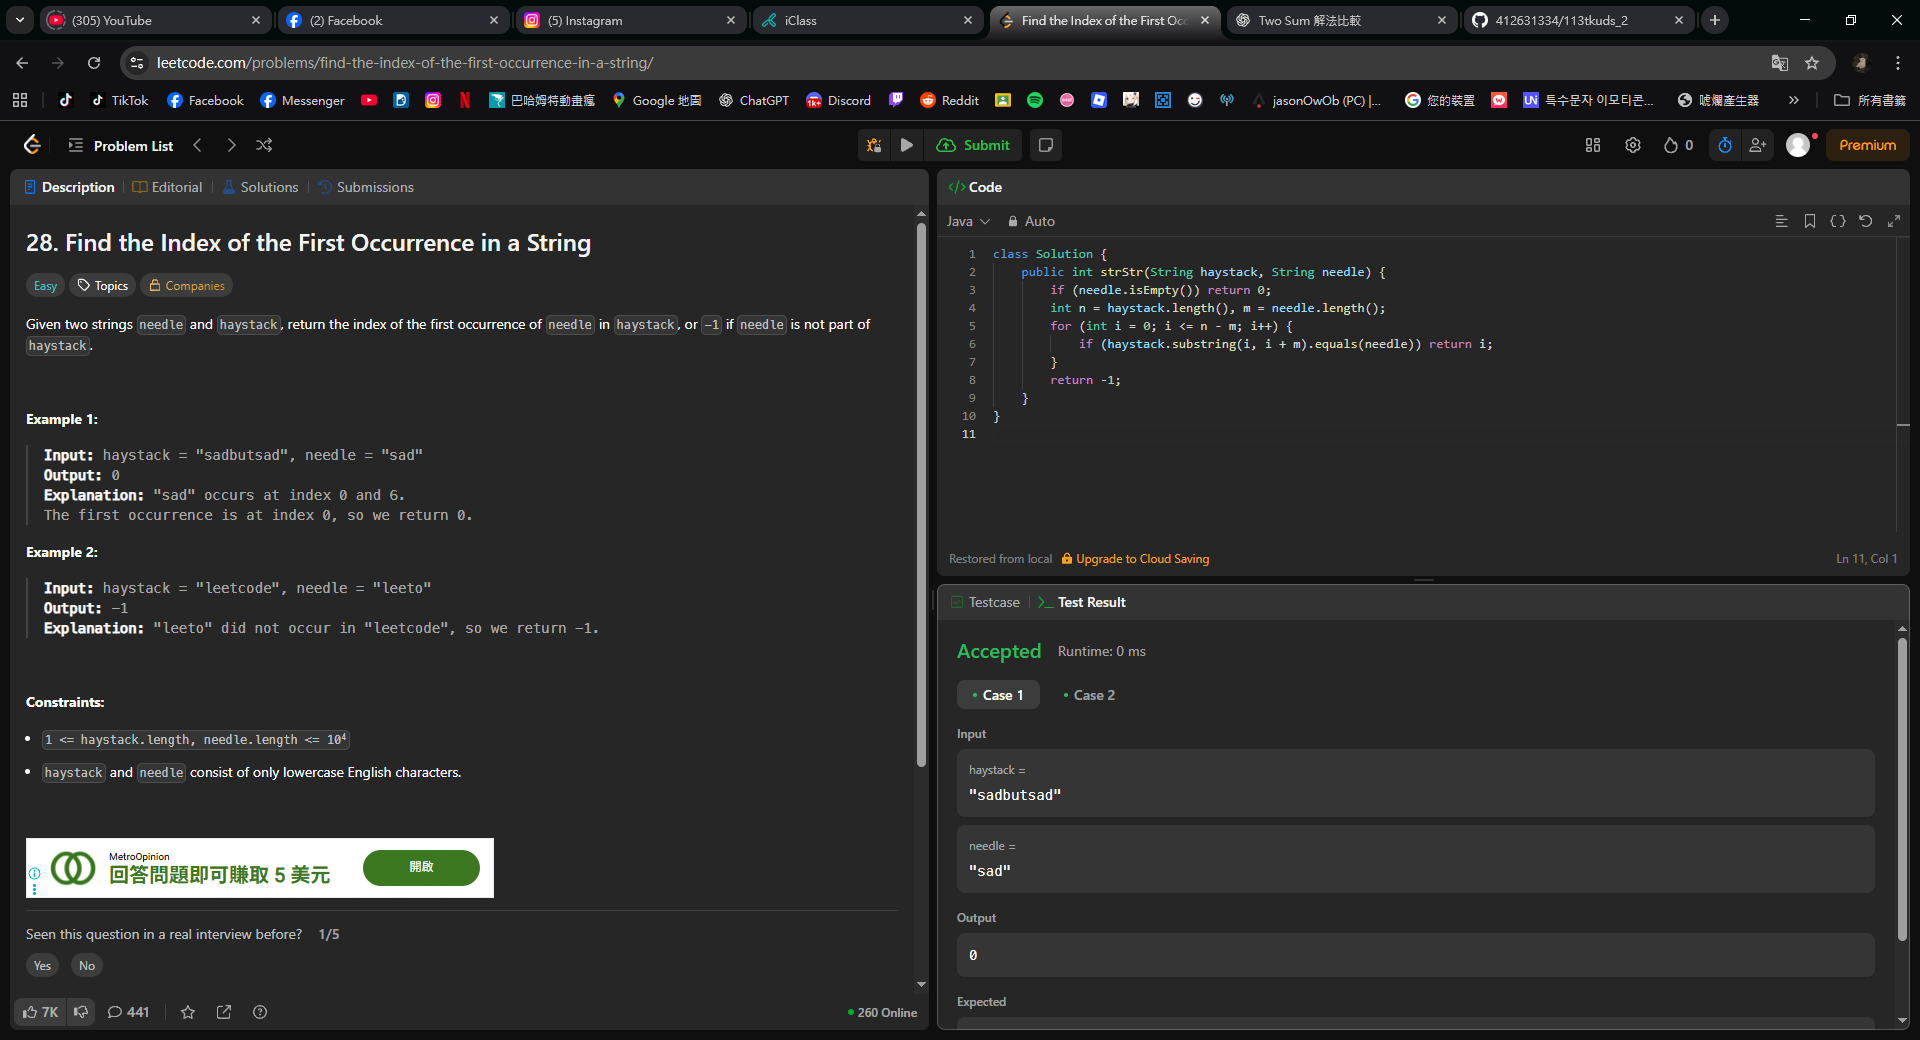 (305) YouTube
(2) Facebook
(5) Instagram
iClass
Find the Index of the First Occ
Two Sum 解法比較
412631334/113tkuds_2
leetcode.com/problems/find-the-index-of-the-first-occurrence-in-a-string/
TikTok
Facebook
Messenger
巴哈姆特動畫瘋
Google 地圖
ChatGPT
Discord
Reddit
jasonOwOb (PC) |...
您的裝置
특수문자 이모티콘...
唬爛產生器
所有書籤
Problem List
Submit
0
Premium
Description
Editorial
Solutions
Submissions
28. Find the Index of the First Occurrence in a String
Easy
Topics
Companies
Given two strings needle and haystack, return the index of the first occurrence of needle in haystack, or -1 if needle is not part of
haystack.
Example 1:
Input: haystack = "sadbutsad", needle = "sad"
Output: 0
Explanation: "sad" occurs at index 0 and 6.
The first occurrence is at index 0, so we return 0.
Example 2:
Input: haystack = "leetcode", needle = "leeto"
Output: -1
Explanation: "leeto" did not occur in "leetcode", so we return -1.
Constraints:
1 <= haystack.length, needle.length <= 10⁴
haystack and needle consist of only lowercase English characters.
MetroOpinion
回答問題即可賺取 5 美元
開啟
Seen this question in a real interview before? 1/5
Yes
No
7K
441
260 Online
Code
Java
Auto
1 class Solution {
2 public int strStr(String haystack, String needle) {
3 if (needle.isEmpty()) return 0;
4 int n = haystack.length(), m = needle.length();
5 for (int i = 0; i <= n - m; i++) {
6 if (haystack.substring(i, i + m).equals(needle)) return i;
7 }
8 return -1;
9 }
10 }
11
Restored from local
Upgrade to Cloud Saving
Ln 11, Col 1
Testcase
Test Result
Accepted
Runtime: 0 ms
Case 1
Case 2
Input
haystack =
"sadbutsad"
needle =
"sad"
Output
0
Expected